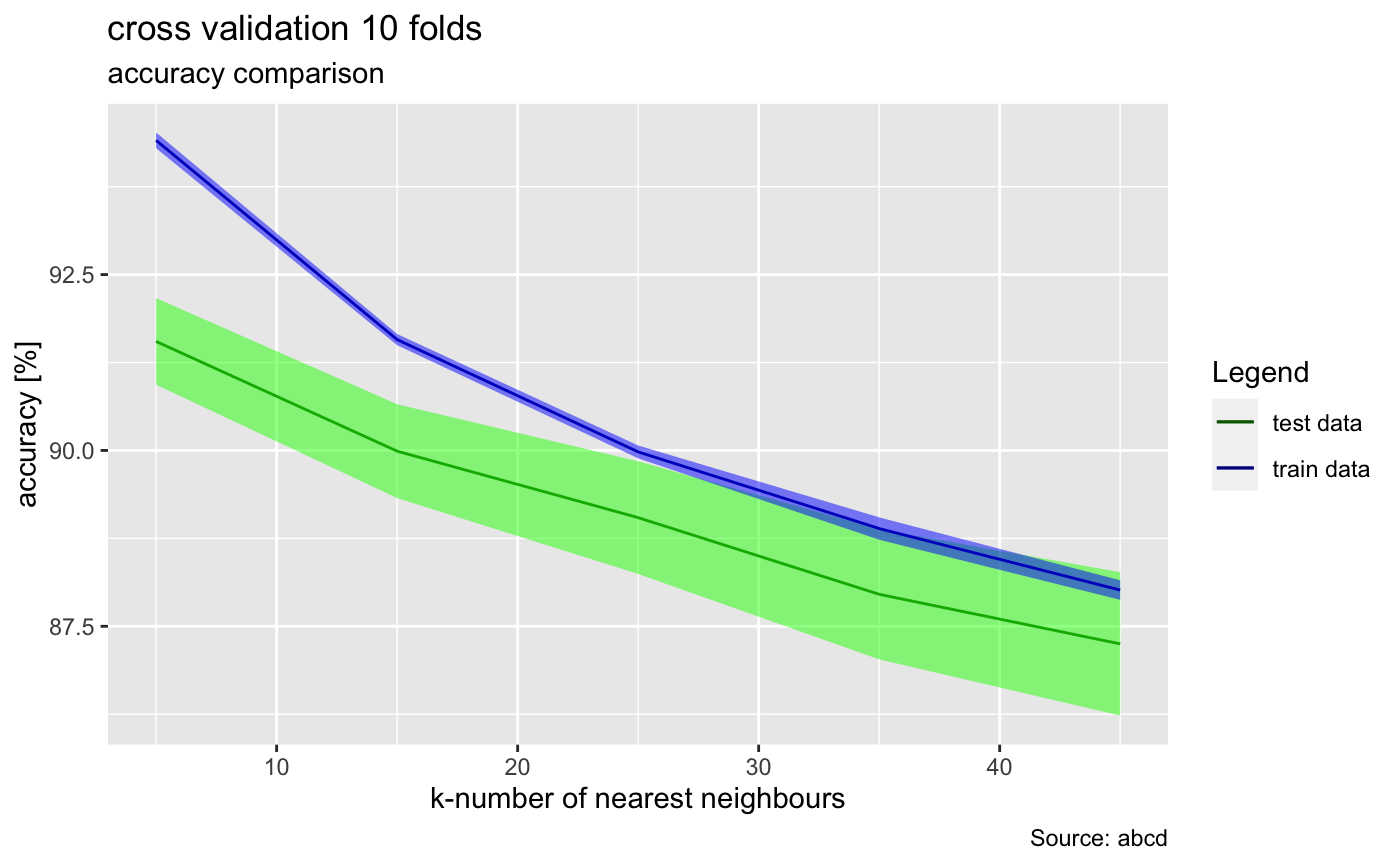 cross validation 10 folds
accuracy comparison
92.5
90.0
87.5
accuracy [%]
10 20 30 40
k-number of nearest neighbours
Legend
test data
train data
Source: abcd